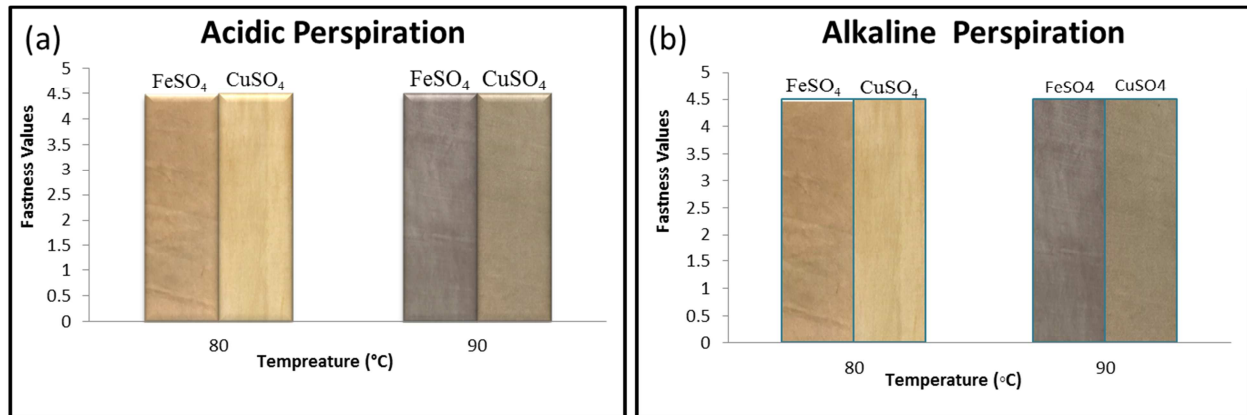 (a)
Acidic Perspiration
FeSO₄ CuSO₄ FeSO₄ CuSO₄
5
4.5
4
3.5
3
2.5
2
1.5
1
0.5
0
Fastness Values
80 90
Tempreature (°C)
(b)
Alkaline Perspiration
FeSO₄ CuSO₄ FeSO4 CuSO4
5
4.5
4
3.5
3
2.5
2
1.5
1
0.5
0
Fastness Values
80 90
Temperature (◦C)